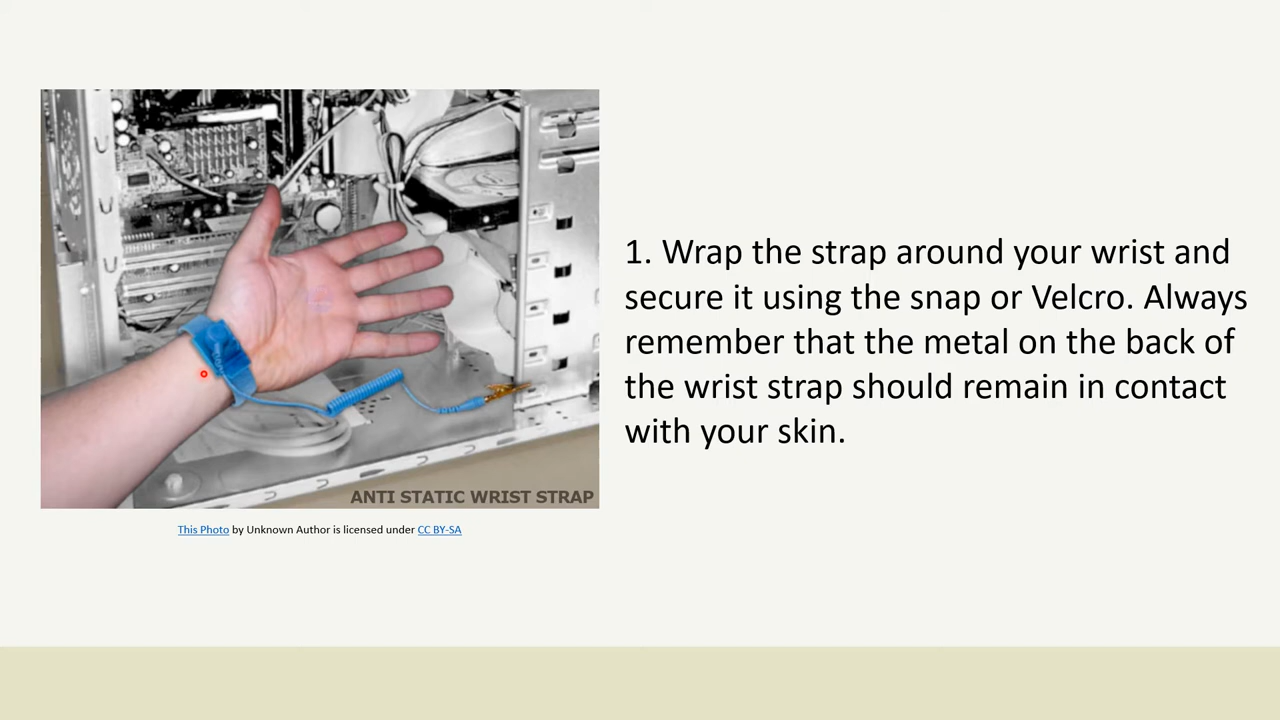 1. Wrap the strap around your wrist and
secure it using the snap or Velcro. Always
remember that the metal on the back of
the wrist strap should remain in contact
with your skin.
ANTI STATIC WRIST STRAP
This Photo by Unknown Author is licensed under CC BY-SA